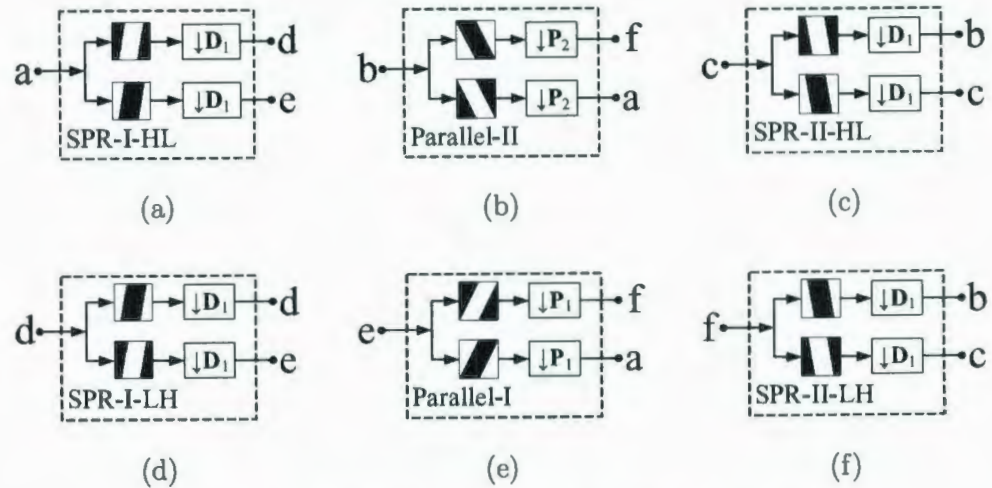 a ↓D₁ d
↓D₁ e
SPR-I-HL
(a)
b ↓P₂ f
↓P₂ a
Parallel-II
(b)
c ↓D₁ b
↓D₁ c
SPR-II-HL
(c)
d ↓D₁ d
↓D₁ e
SPR-I-LH
(d)
e ↓P₁ f
↓P₁ a
Parallel-I
(e)
f ↓D₁ b
↓D₁ c
SPR-II-LH
(f)